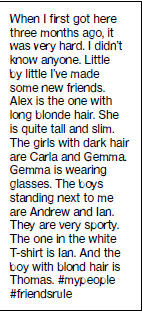 When I first got here
three months ago, it
was very hard. I didn't
know anyone. Little
by little I've made
some new friends.
Alex is the one with
long blonde hair. She
is quite tall and slim.
The girls with dark hair
are Carla and Gemma.
Gemma is wearing
glasses. The boys
standing next to me
are Andrew and Ian.
They are very sporty.
The one in the white
T-shirt is Ian. And the
boy with blond hair is
Thomas. #mypeople
#friendsrule